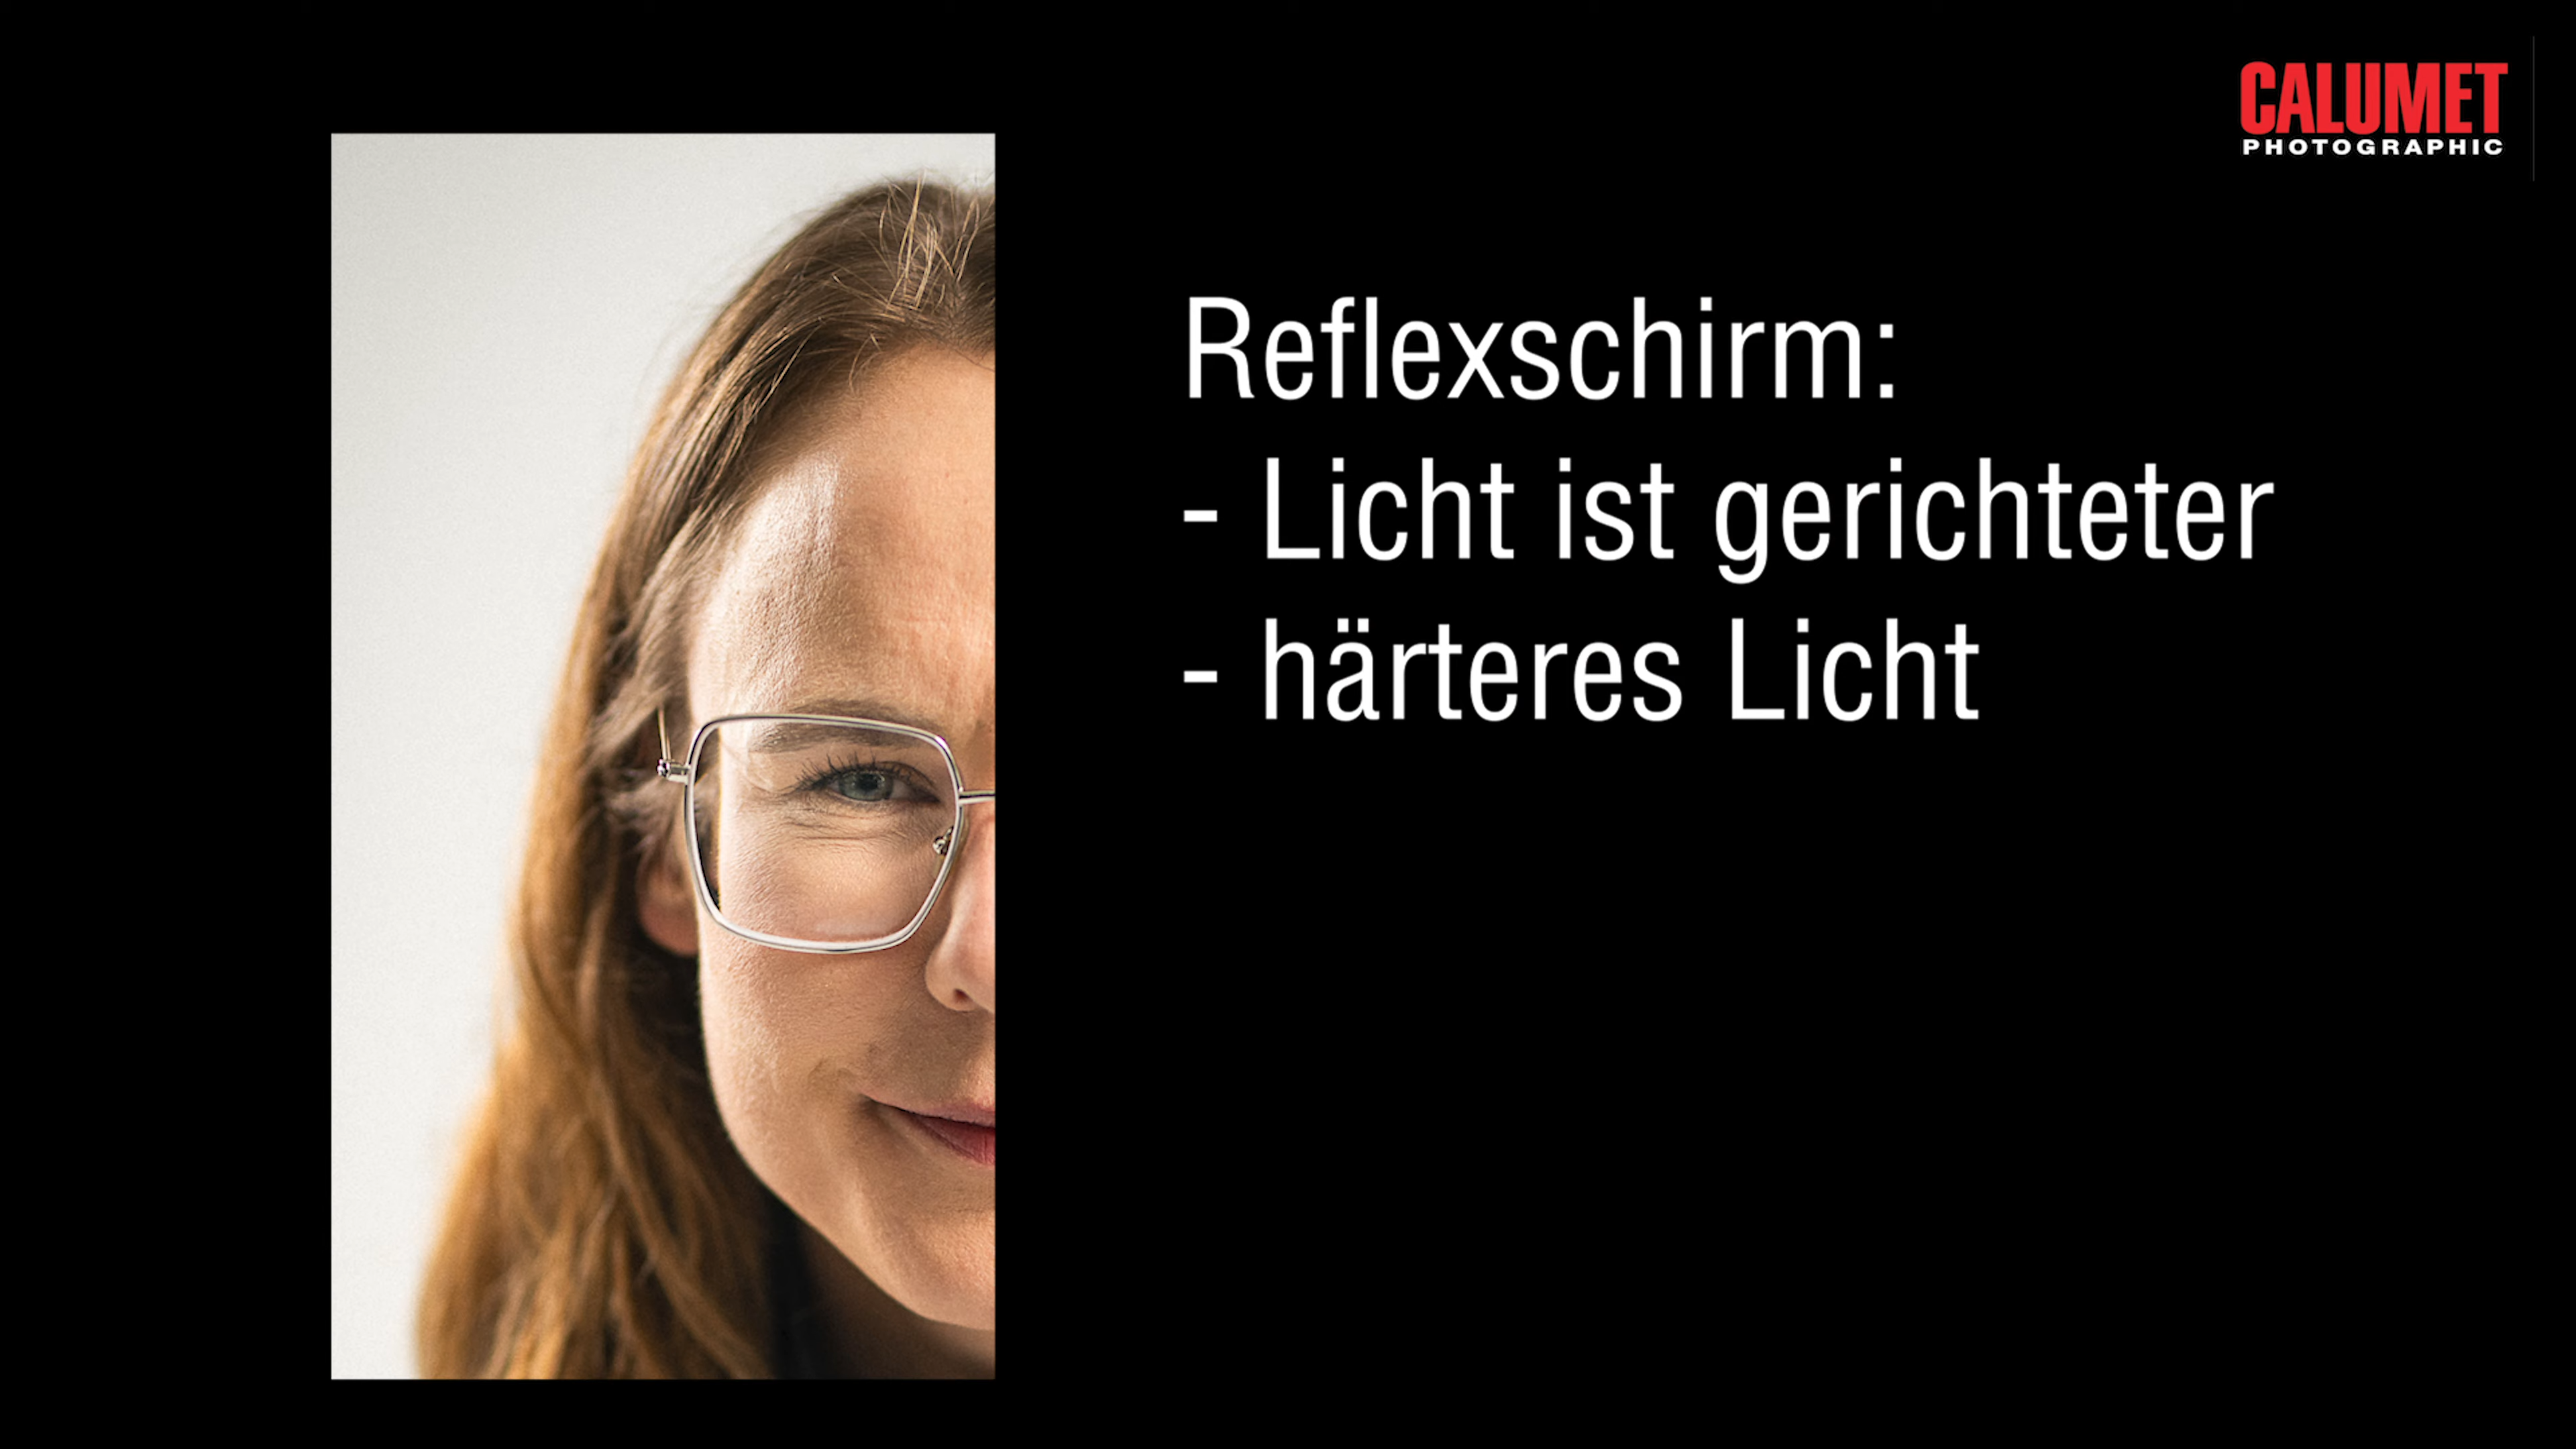 CALUMET
PHOTOGRAPHIC
Reflexschirm:
- Licht ist gerichteter
- härteres Licht